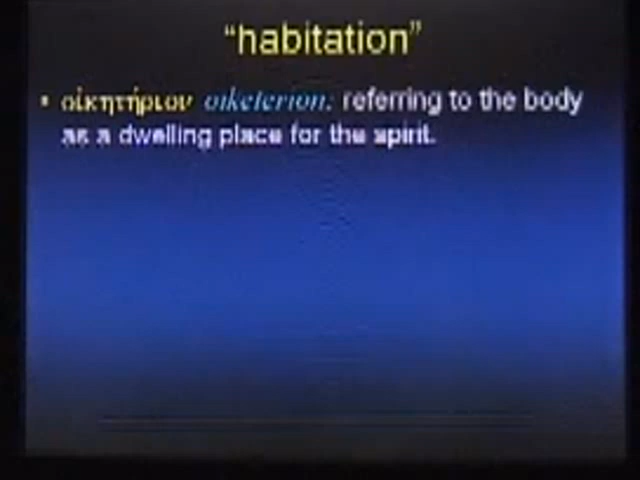 “habitation”
▪ οἰκητήριον oiketerion. referring to the body
as a dwelling place for the spirit.